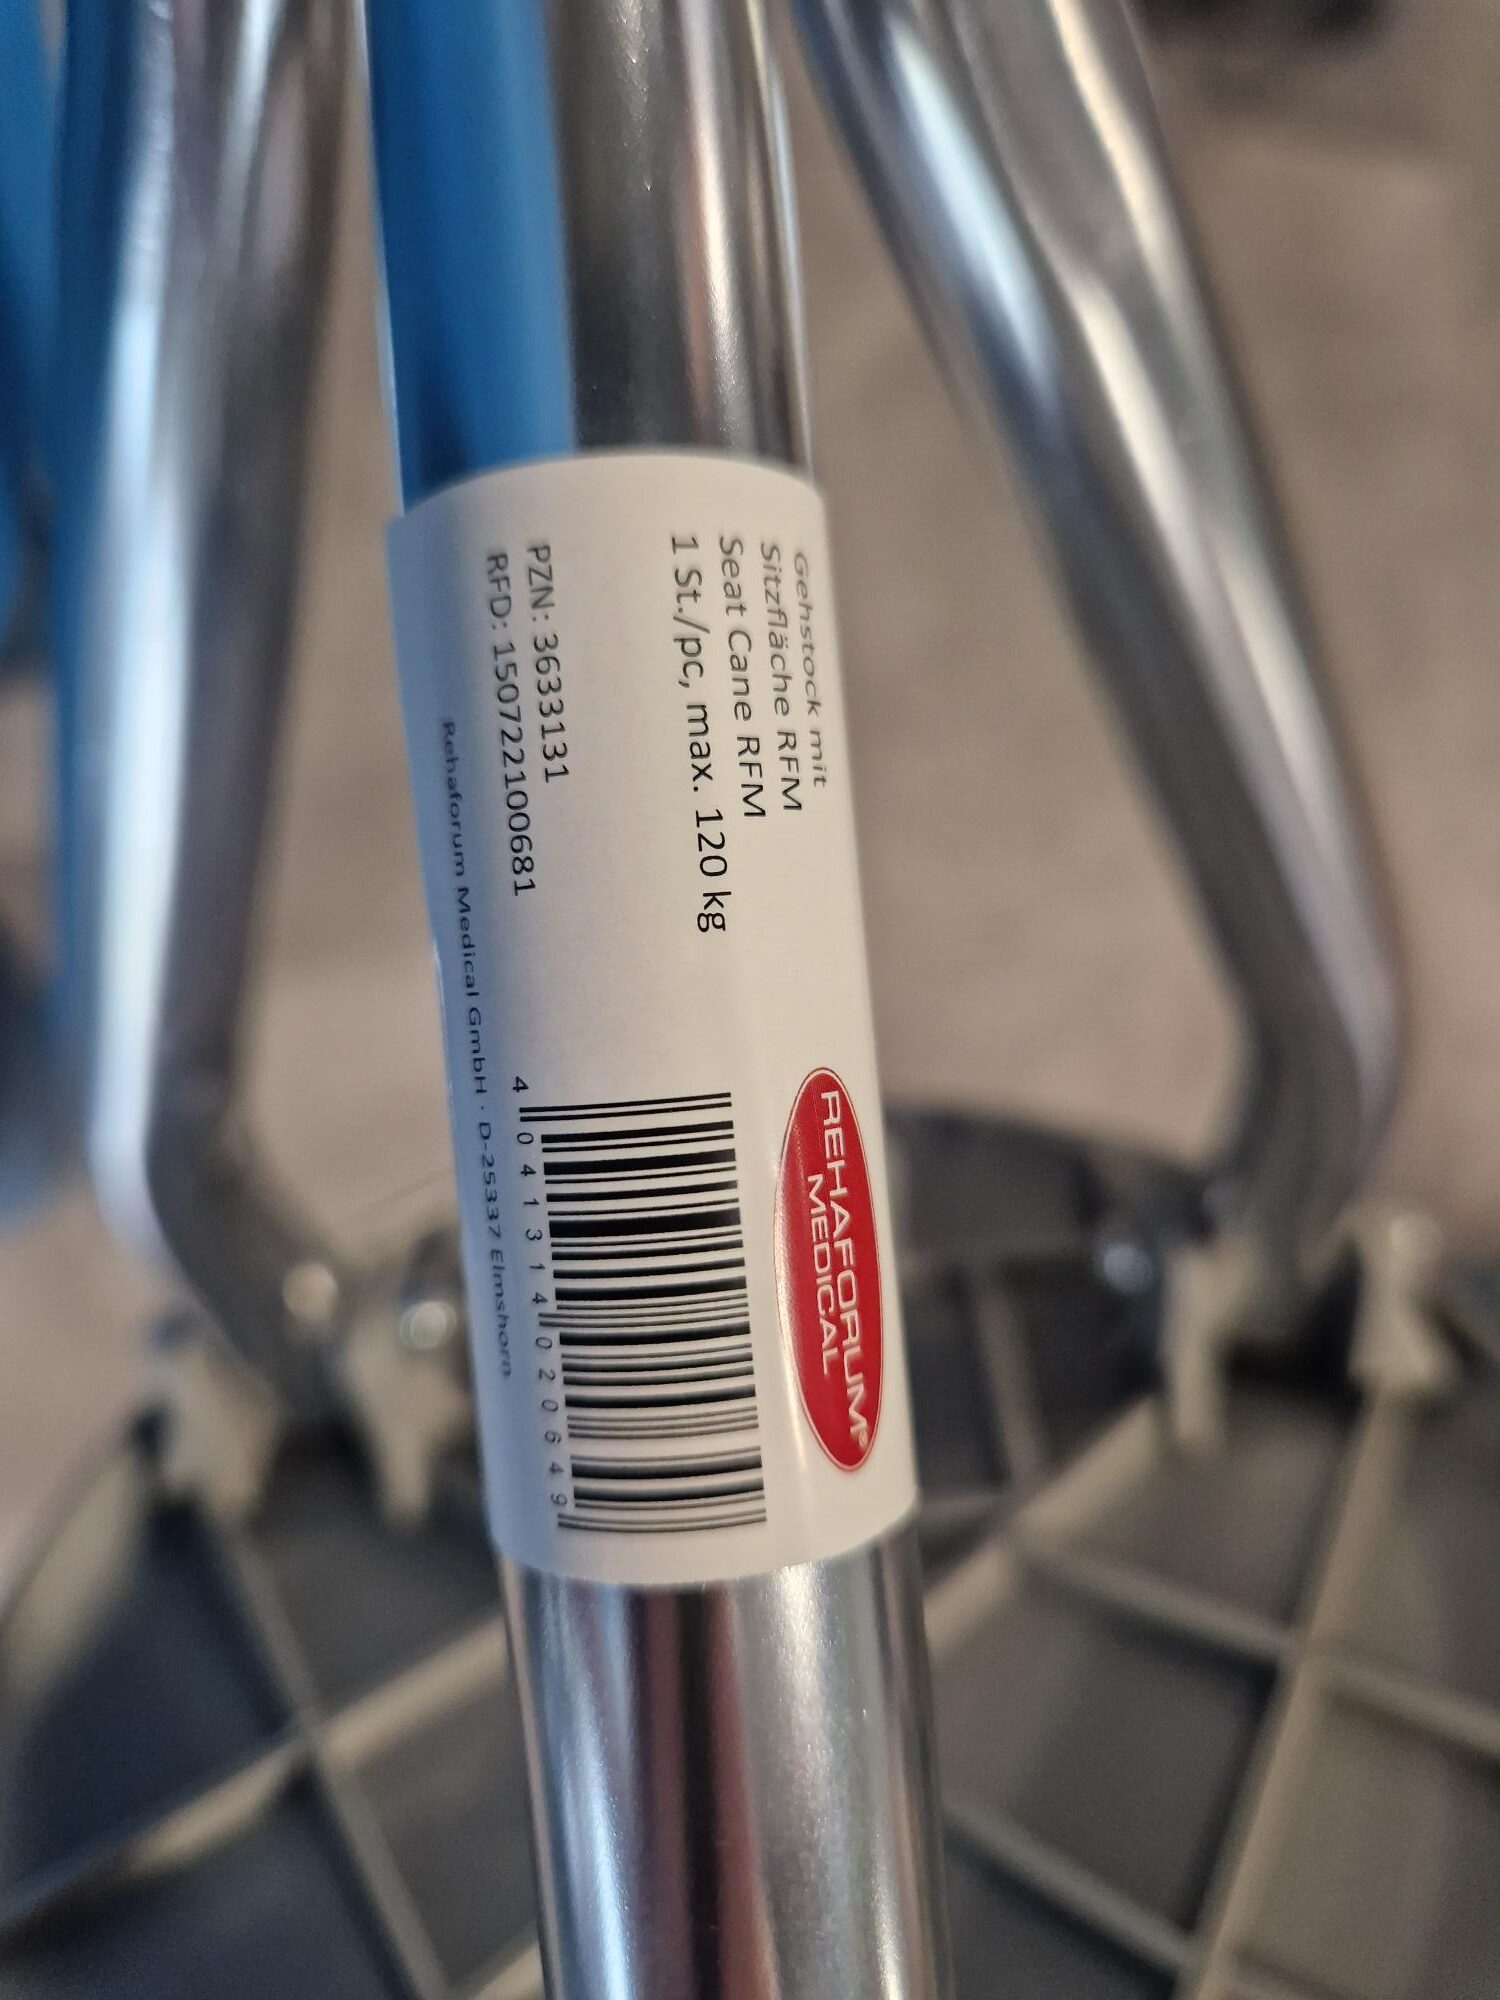 Gehstock mit
Sitzfläche RFM
Seat Cane RFM
1 St./pc, max. 120 kg
REHAFORUM®
MEDICAL
PZN: 3633131
RFD: 150722100681
4 041314 020649
Rehaforum Medical GmbH · D-25337 Elmshorn